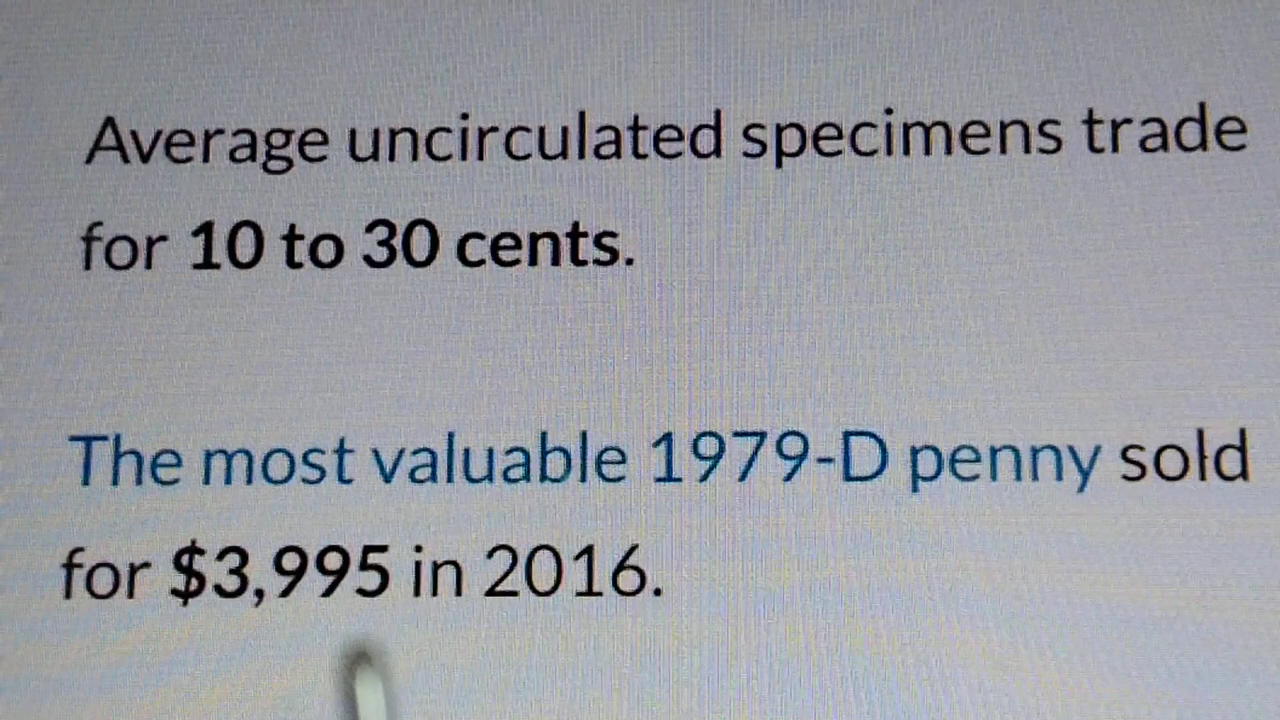 Average uncirculated specimens trade
for 10 to 30 cents.
The most valuable 1979-D penny sold
for $3,995 in 2016.